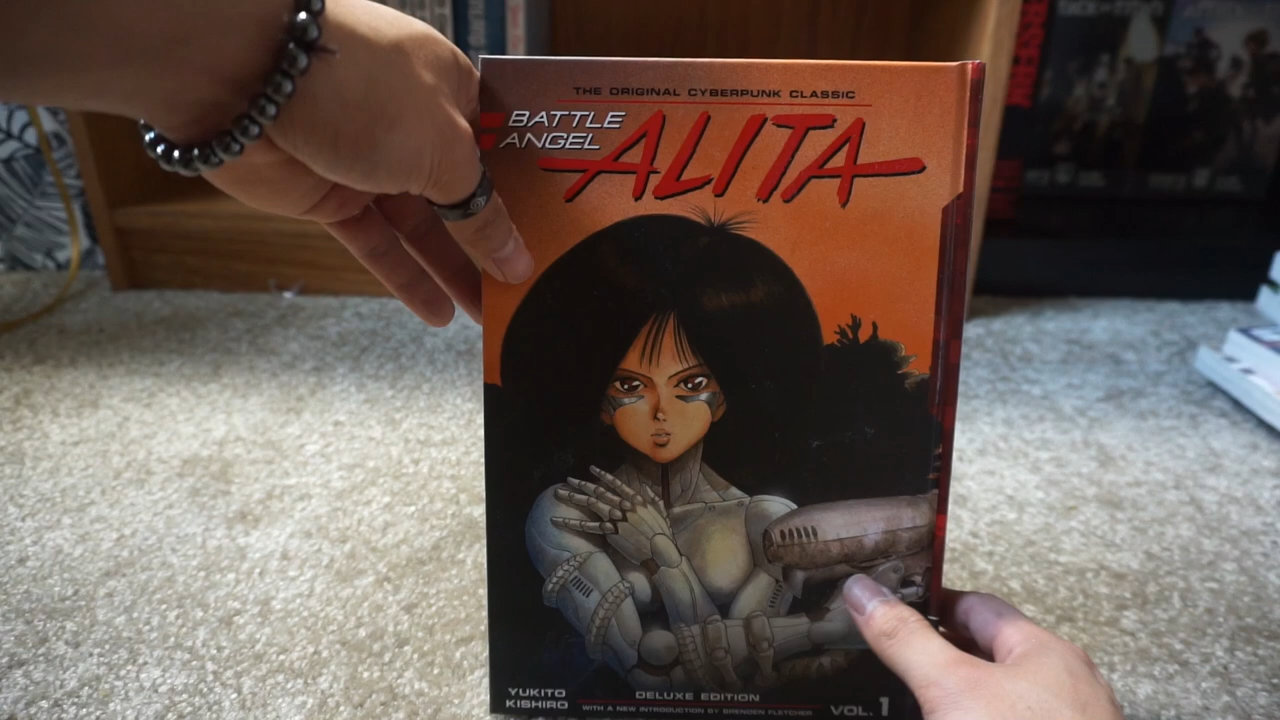 THE ORIGINAL CYBERPUNK CLASSIC
BATTLE
ANGEL
ALITA
YUKITO
KISHIRO
DELUXE EDITION
WITH A NEW INTRODUCTION BY BRENDEN FLETCHER
VOL. 1